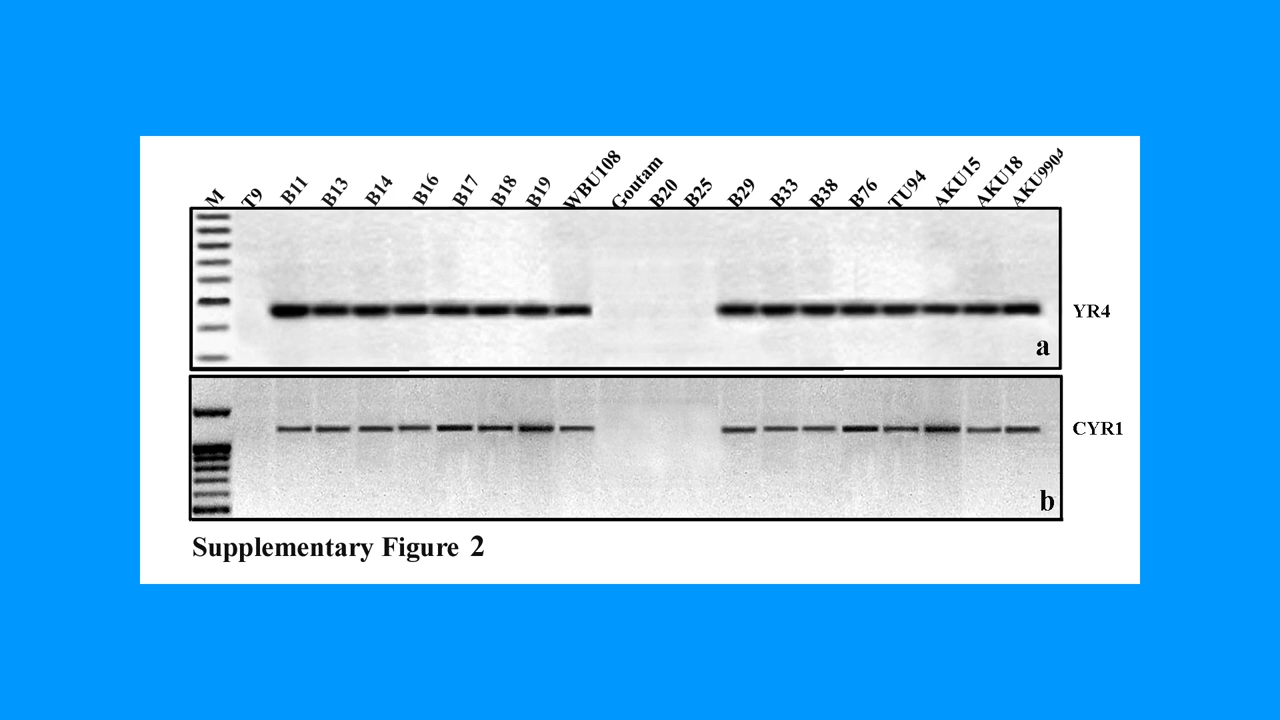 M T9 B11 B13 B14 B16 B17 B18 B19 WBU108 Goutam B20 B25 B29 B33 B38 B76 TU94 AKU15 AKU18 AKU9904
YR4
a
CYR1
b
Supplementary Figure 2